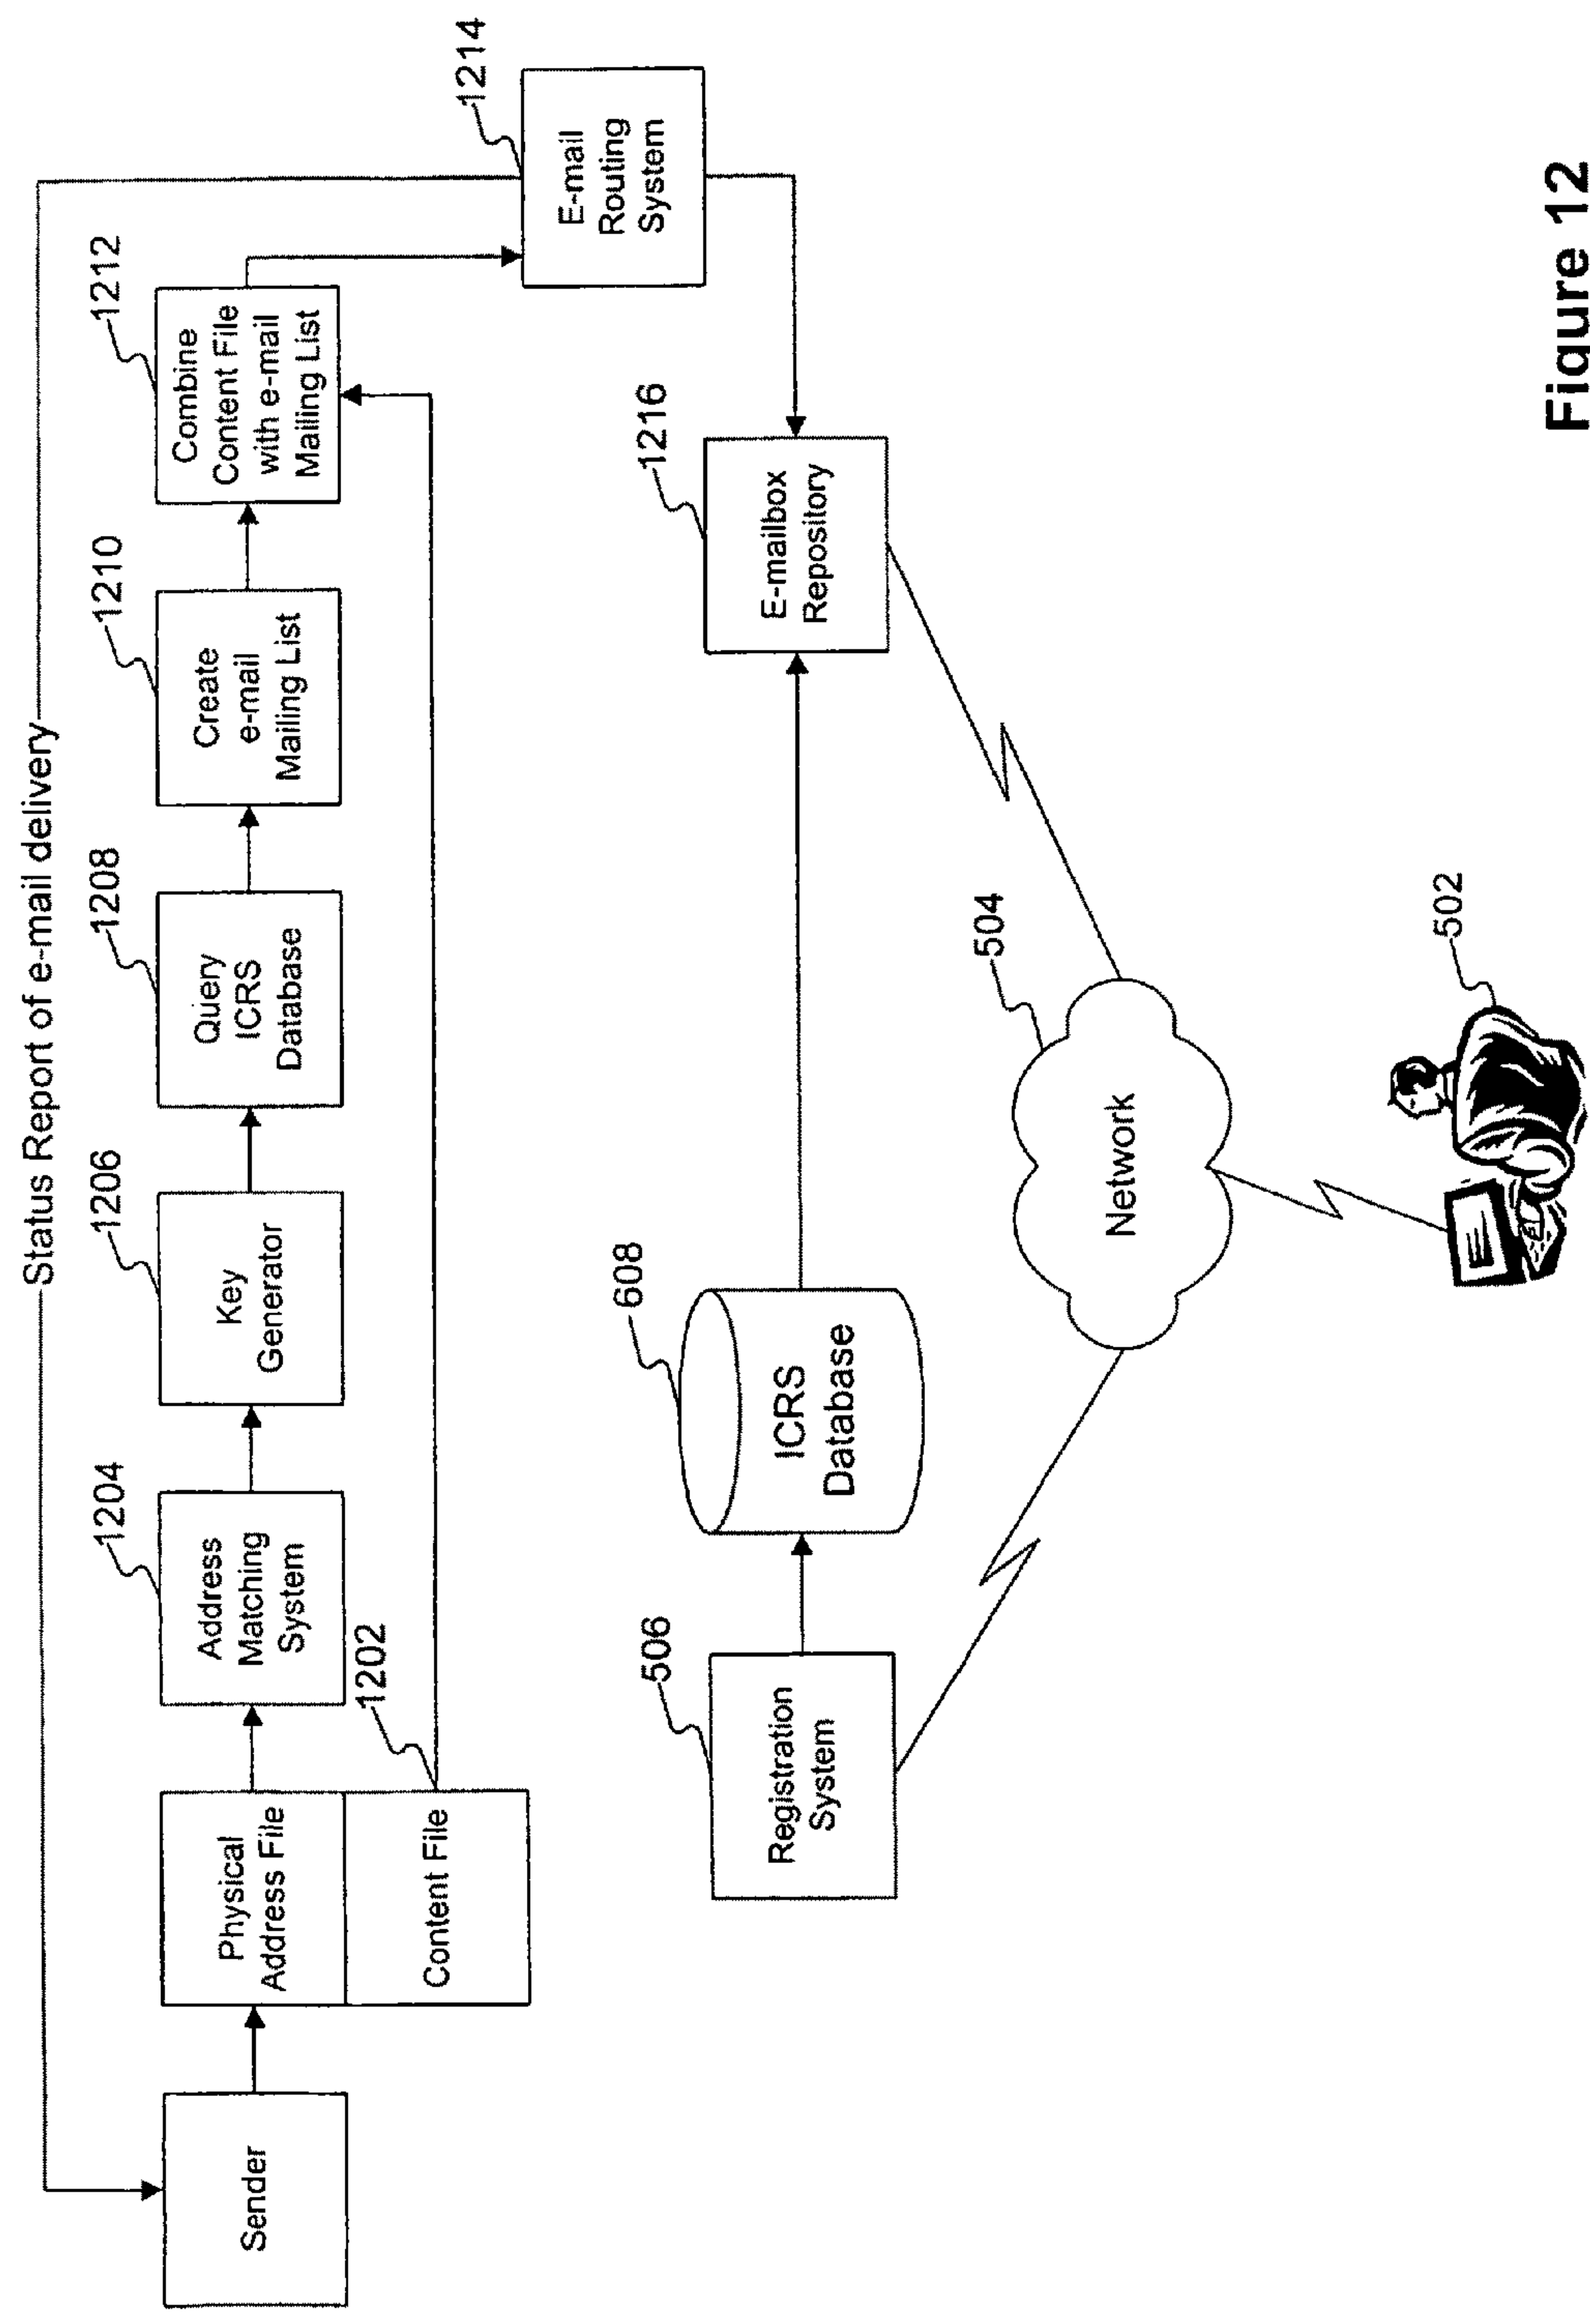 Status Report of e-mail delivery
Sender
Physical
Address File
Content File
1202
1204
Address
Matching
System
1206
Key
Generator
1208
Query
ICRS
Database
1210
Create
e-mail
Mailing List
1212
Combine
Content File
with e-mail
Mailing List
1214
E-mail
Routing
System
506
Registration
System
608
ICRS
Database
1216
E-mailbox
Repository
504
Network
502
Figure 12